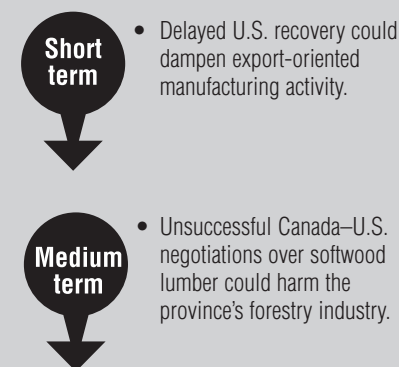 Short
term
• Delayed U.S. recovery could
dampen export-oriented
manufacturing activity.
Medium
term
• Unsuccessful Canada–U.S.
negotiations over softwood
lumber could harm the
province's forestry industry.